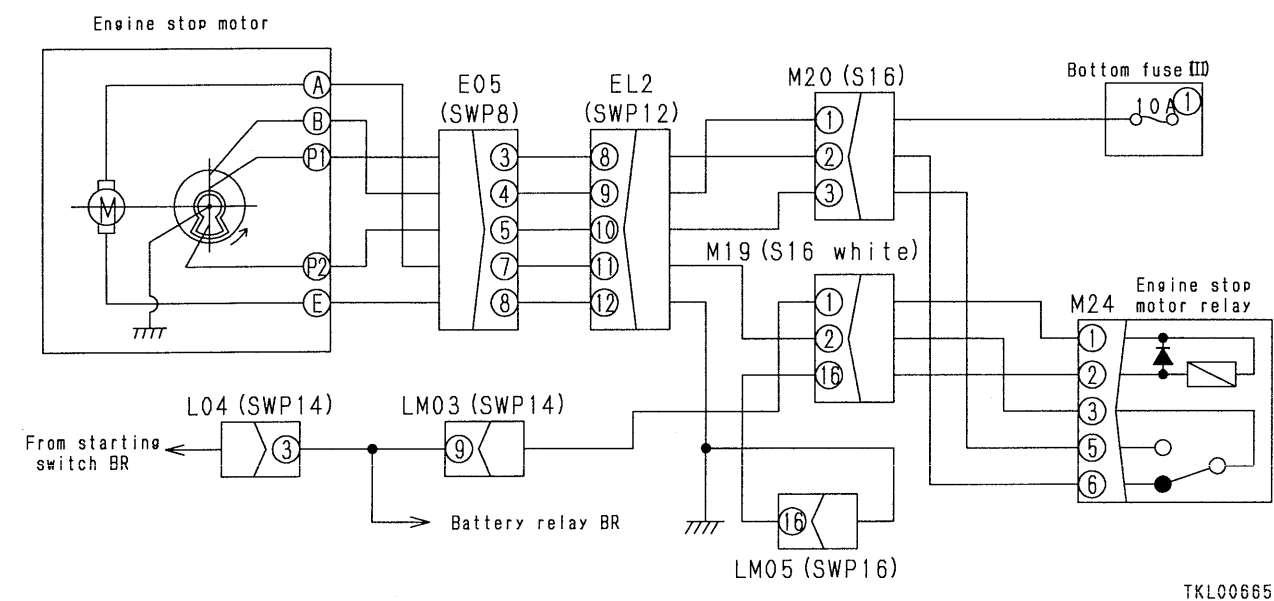 Engine stop motor
A
B
P1
P2
E
M
E05
(SWP8)
3
4
5
7
8
EL2
(SWP12)
8
9
10
11
12
M20 (S16)
1
2
3
Bottom fuse (III)
10A
1
M19 (S16 white)
1
2
16
Engine stop
motor relay
M24
1
2
3
5
6
L04 (SWP14)
3
LM03 (SWP14)
9
From starting
switch BR
Battery relay BR
16
LM05 (SWP16)
TKL00665